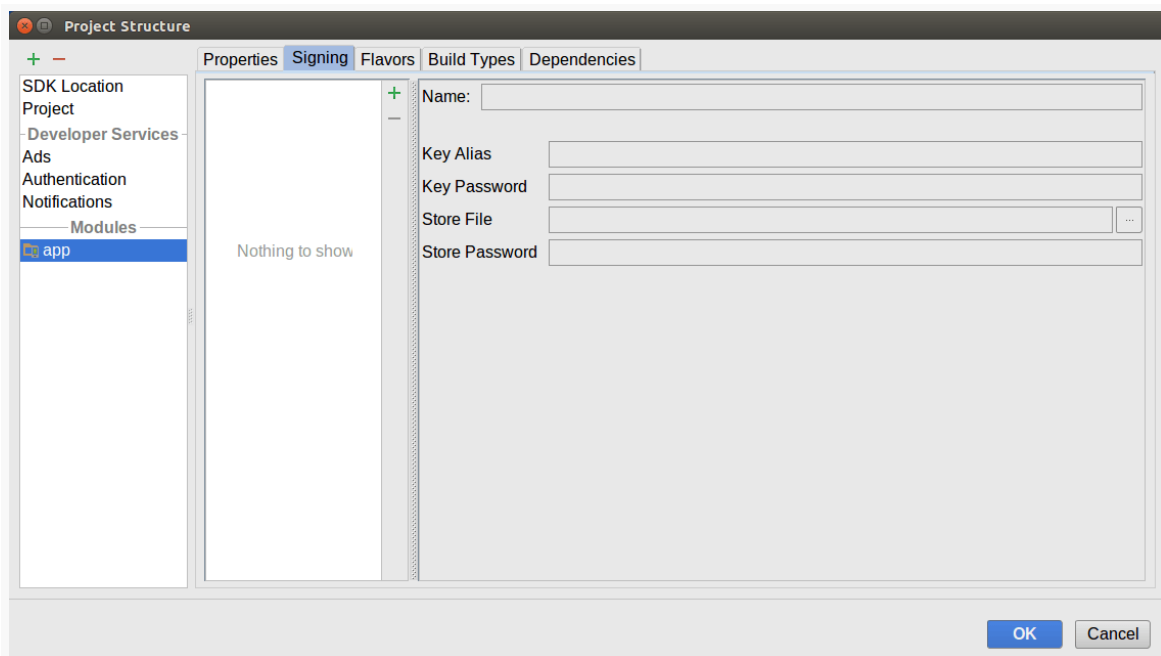 Project Structure
Properties Signing Flavors Build Types Dependencies
SDK Location
Project
Developer Services
Ads
Authentication
Notifications
Modules
app
Nothing to show
Name:
Key Alias
Key Password
Store File
...
Store Password
OK Cancel